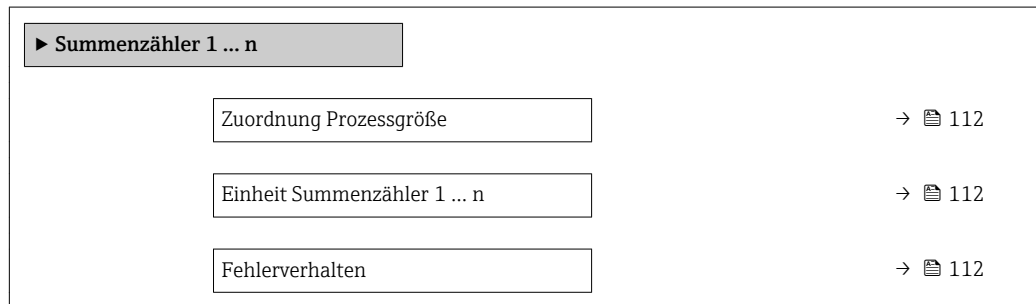 ▶ Summenzähler 1 … n
Zuordnung Prozessgröße → 112
Einheit Summenzähler 1 … n → 112
Fehlerverhalten → 112